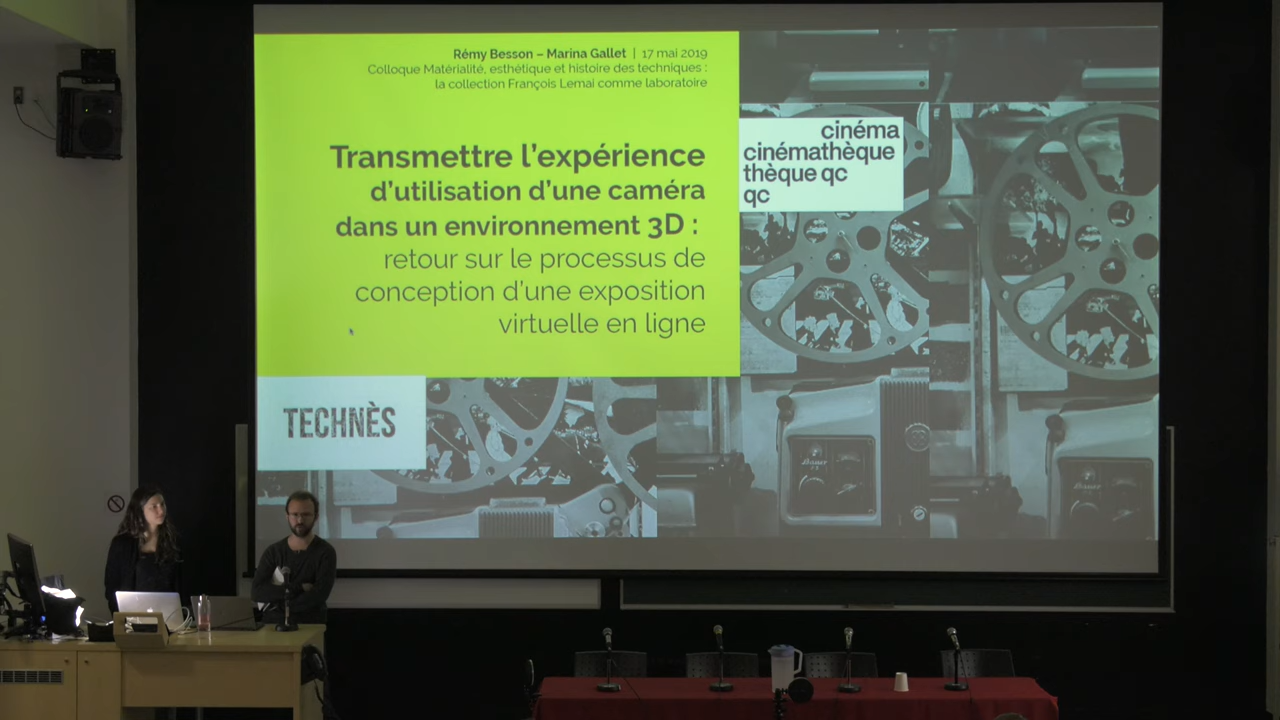 Rémy Besson – Marina Gallet | 17 mai 2019
Colloque Matérialité, esthétique et histoire des techniques :
la collection François Lemai comme laboratoire
Transmettre l'expérience
d'utilisation d'une caméra
dans un environnement 3D :
retour sur le processus de
conception d'une exposition
virtuelle en ligne
cinéma
cinémathèque
thèque qc
qc
TECHNÈS
Bauer